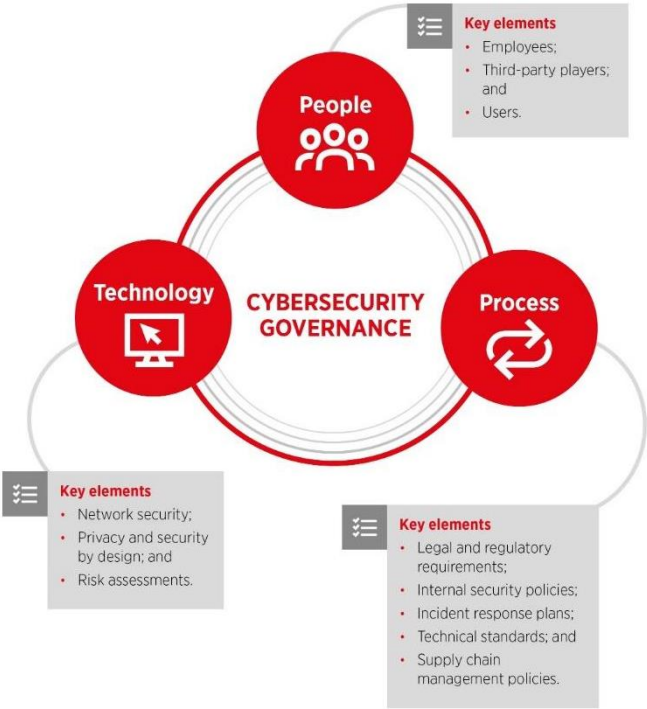 Key elements
• Employees;
• Third-party players;
and
• Users.
People
Technology
CYBERSECURITY
GOVERNANCE
Process
Key elements
• Network security;
• Privacy and security
by design; and
• Risk assessments.
Key elements
• Legal and regulatory
requirements;
• Internal security policies;
• Incident response plans;
• Technical standards; and
• Supply chain
management policies.